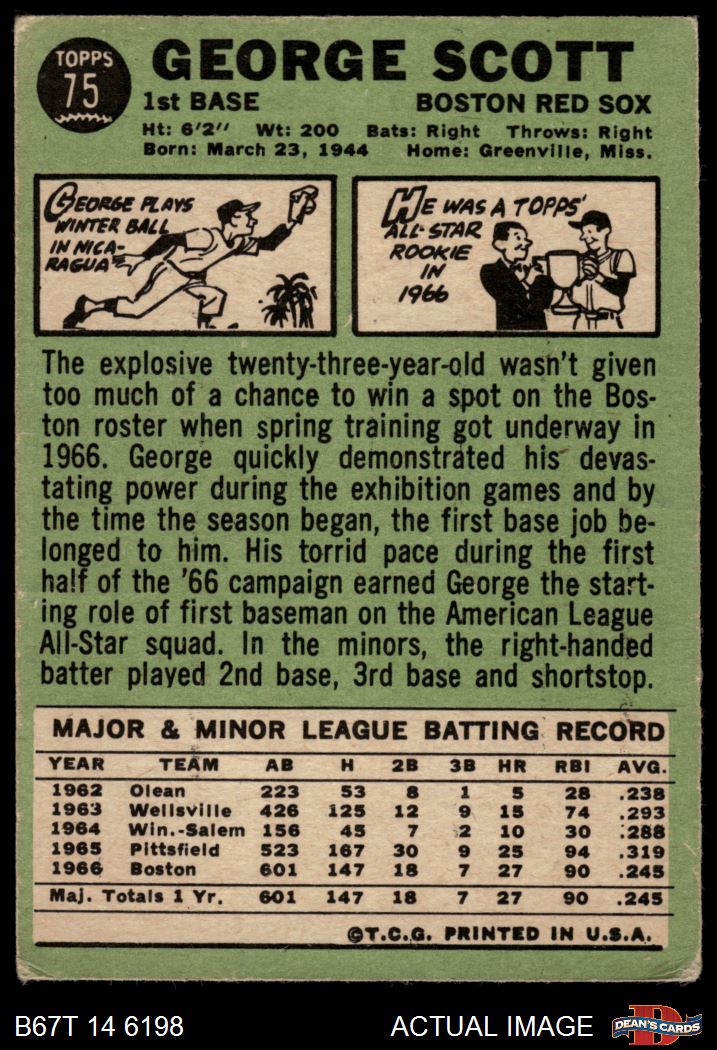 TOPPS
75
GEORGE SCOTT
1st BASE BOSTON RED SOX
Ht: 6'2" Wt: 200 Bats: Right Throws: Right
Born: March 23, 1944 Home: Greenville, Miss.
GEORGE PLAYS
WINTER BALL
IN NICA-
RAGUA
HE WAS A TOPPS'
ALL-STAR
ROOKIE
IN
1966
The explosive twenty-three-year-old wasn't given
too much of a chance to win a spot on the Bos-
ton roster when spring training got underway in
1966. George quickly demonstrated his devas-
tating power during the exhibition games and by
the time the season began, the first base job be-
longed to him. His torrid pace during the first
half of the '66 campaign earned George the start-
ing role of first baseman on the American League
All-Star squad. In the minors, the right-handed
batter played 2nd base, 3rd base and shortstop.
MAJOR & MINOR LEAGUE BATTING RECORD
YEAR TEAM AB H 2B 3B HR RBI AVG.
1962 Olean 223 53 8 1 5 28 .238
1963 Wellsville 426 125 12 9 15 74 .293
1964 Win.-Salem 156 45 7 2 10 30 .288
1965 Pittsfield 523 167 30 9 25 94 .319
1966 Boston 601 147 18 7 27 90 .245
Maj. Totals 1 Yr. 601 147 18 7 27 90 .245
©T.C.G. PRINTED IN U.S.A.
B67T 14 6198 ACTUAL IMAGE
D
DEAN'S CARDS